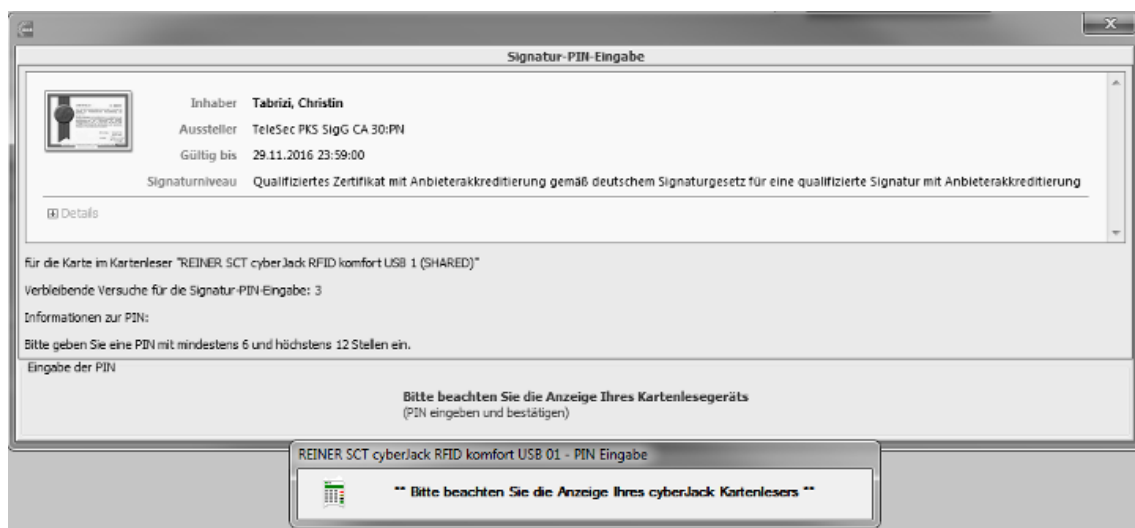 Signatur-PIN-Eingabe
Inhaber Tabrizi, Christin
Aussteller TeleSec PKS SigG CA 30:PN
Gültig bis 29.11.2016 23:59:00
Signaturniveau Qualifiziertes Zertifikat mit Anbieterakkreditierung gemäß deutschem Signaturgesetz für eine qualifizierte Signatur mit Anbieterakkreditierung
Details
für die Karte im Kartenleser "REINER SCT cyberJack RFID komfort USB 1 (SHARED)"
Verbleibende Versuche für die Signatur-PIN-Eingabe: 3
Informationen zur PIN:
Bitte geben Sie eine PIN mit mindestens 6 und höchstens 12 Stellen ein.
Eingabe der PIN
Bitte beachten Sie die Anzeige Ihres Kartenlesegeräts
(PIN eingeben und bestätigen)
REINER SCT cyberJack RFID komfort USB 01 - PIN Eingabe
** Bitte beachten Sie die Anzeige Ihres cyberJack Kartenlesers **